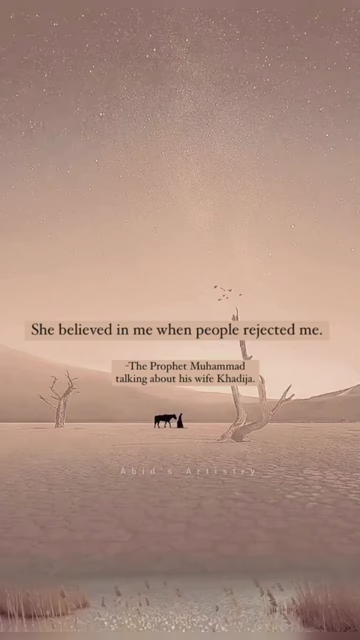 She believed in me when people rejected me.
-The Prophet Muhammad
talking about his wife Khadija.
Abid's Artistry